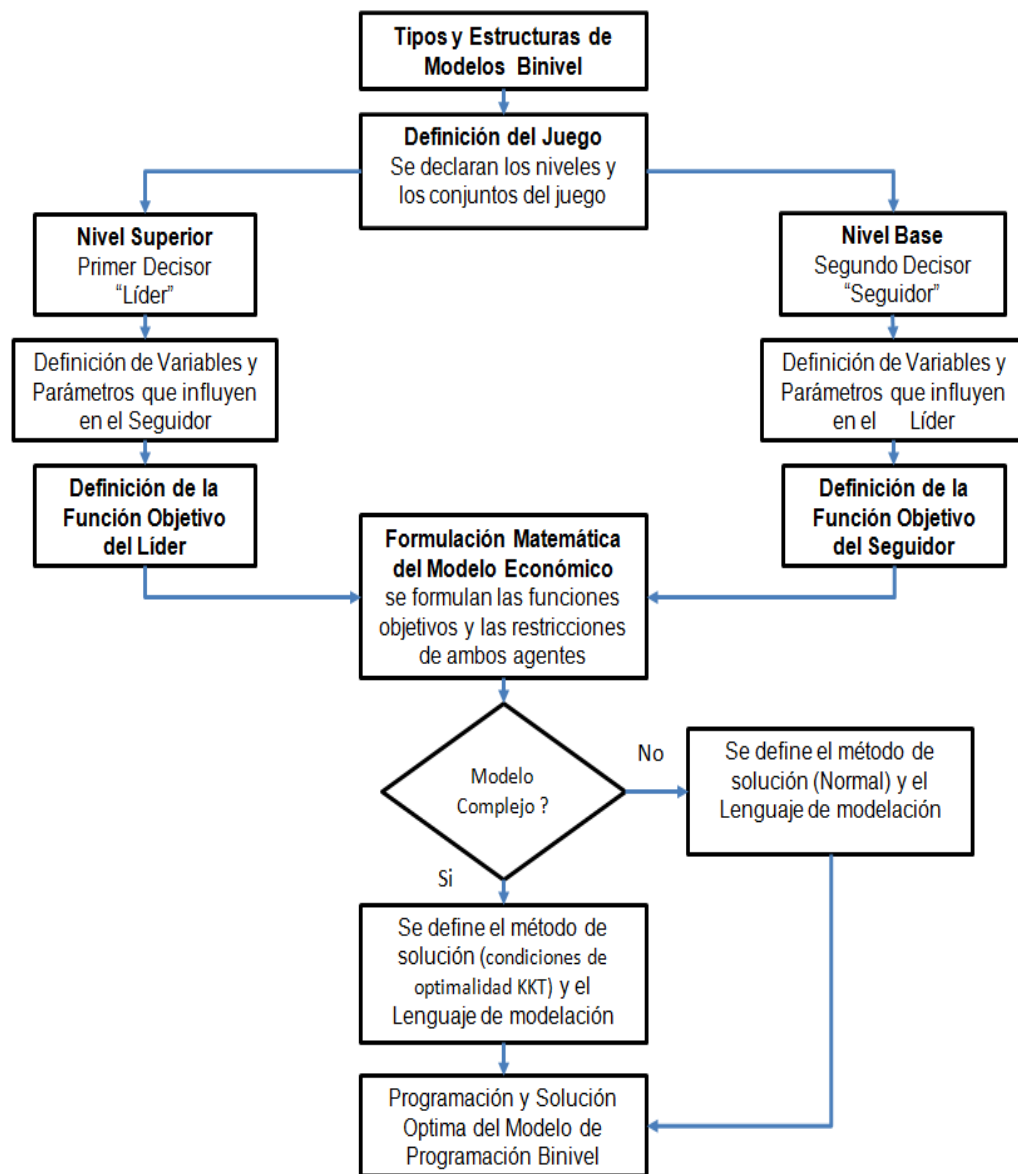 Tipos y Estructuras de
Modelos Binivel
Definición del Juego
Se declaran los niveles y
los conjuntos del juego
Nivel Superior
Primer Decisor
“Líder”
Nivel Base
Segundo Decisor
“Seguidor”
Definición de Variables y
Parámetros que influyen
en el Seguidor
Definición de Variables y
Parámetros que influyen
en el Líder
Definición de la
Función Objetivo
del Líder
Definición de la
Función Objetivo
del Seguidor
Formulación Matemática
del Modelo Económico
se formulan las funciones
objetivos y las restricciones
de ambos agentes
Modelo
Complejo ?
No
Se define el método de
solución (Normal) y el
Lenguaje de modelación
Si
Se define el método de
solución (condiciones de
optimalidad KKT) y el
Lenguaje de modelación
Programación y Solución
Optima del Modelo de
Programación Binivel